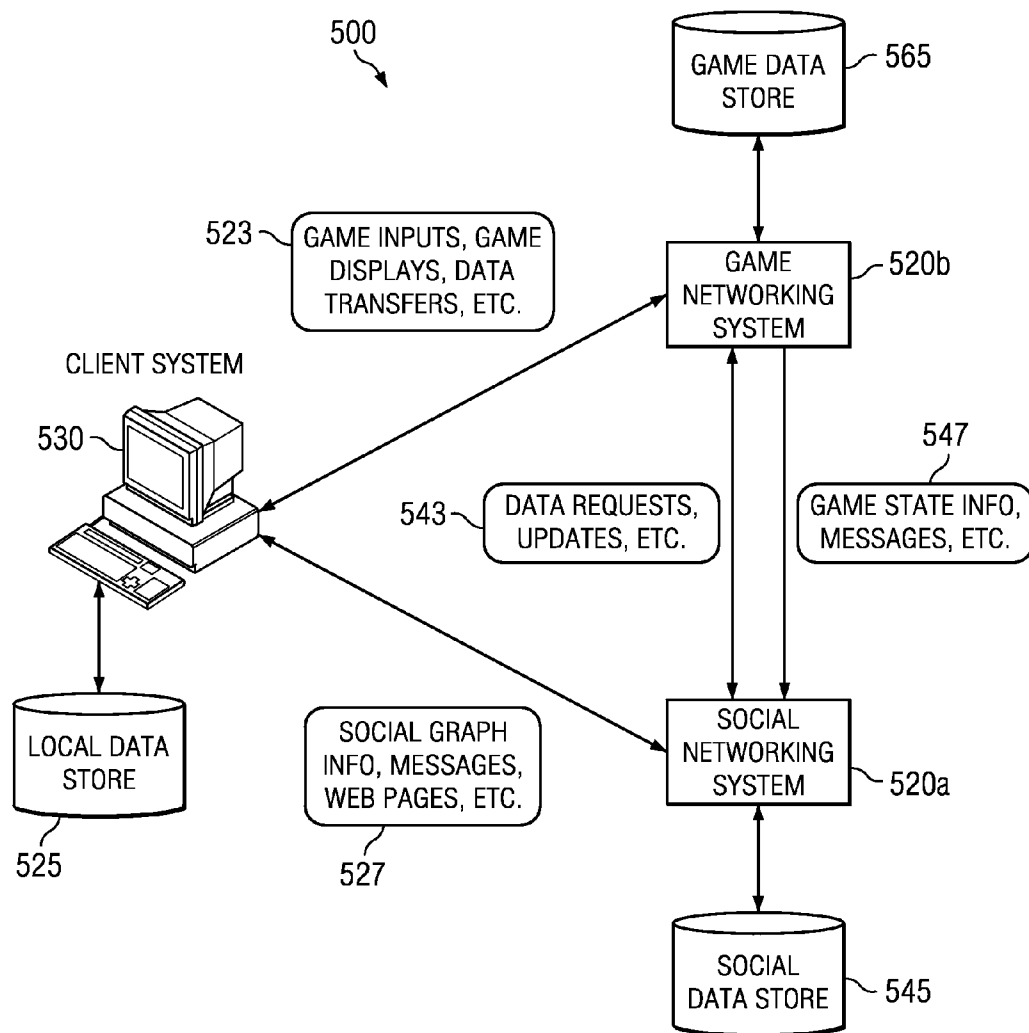 500
GAME DATA
STORE
565
523
GAME INPUTS, GAME
DISPLAYS, DATA
TRANSFERS, ETC.
GAME
NETWORKING
SYSTEM
520b
CLIENT SYSTEM
530
543
DATA REQUESTS,
UPDATES, ETC.
547
GAME STATE INFO,
MESSAGES, ETC.
LOCAL DATA
STORE
525
SOCIAL GRAPH
INFO, MESSAGES,
WEB PAGES, ETC.
527
SOCIAL
NETWORKING
SYSTEM
520a
SOCIAL
DATA STORE
545